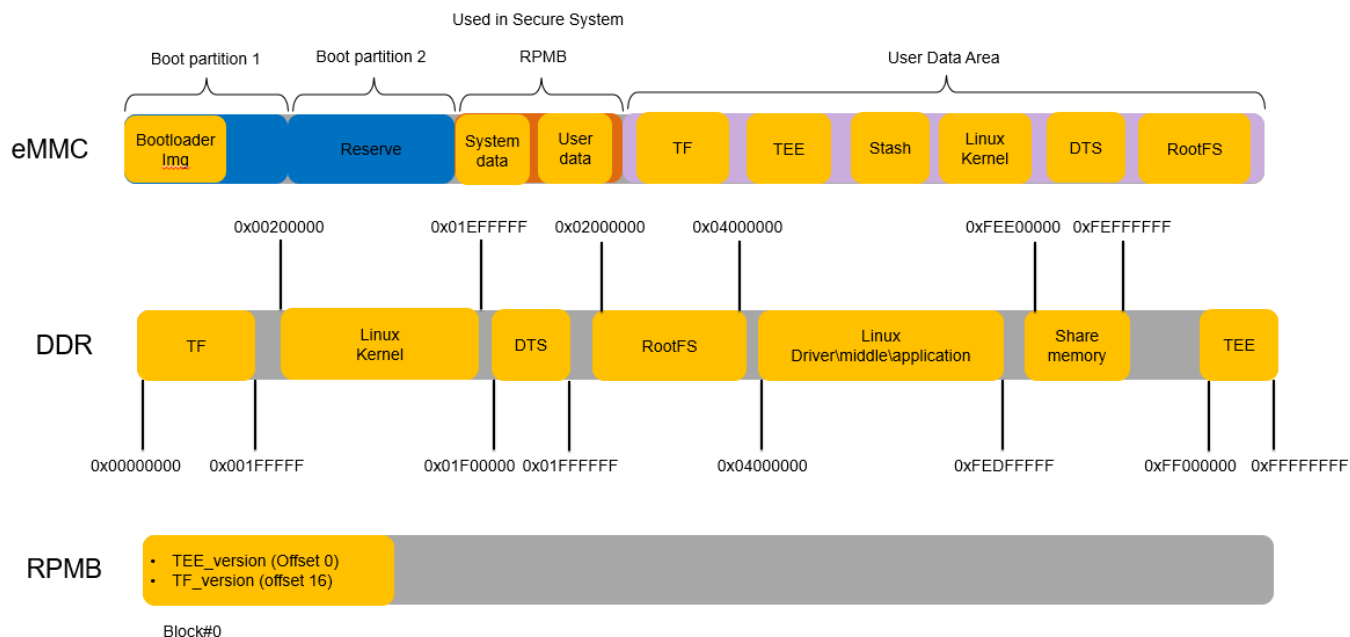 Used in Secure System
Boot partition 1
Boot partition 2
RPMB
User Data Area
eMMC
Bootloader
Img
Reserve
System
data
User
data
TF
TEE
Stash
Linux
Kernel
DTS
RootFS
0x00200000
0x01EFFFFF
0x02000000
0x04000000
0xFEE00000
0xFEFFFFFF
DDR
TF
Linux
Kernel
DTS
RootFS
Linux
Driver\middle\application
Share
memory
TEE
0x00000000
0x001FFFFF
0x01F00000
0x01FFFFFF
0x04000000
0xFEDFFFFF
0xFF000000
0xFFFFFFFF
RPMB
• TEE_version (Offset 0)
• TF_version (offset 16)
Block#0